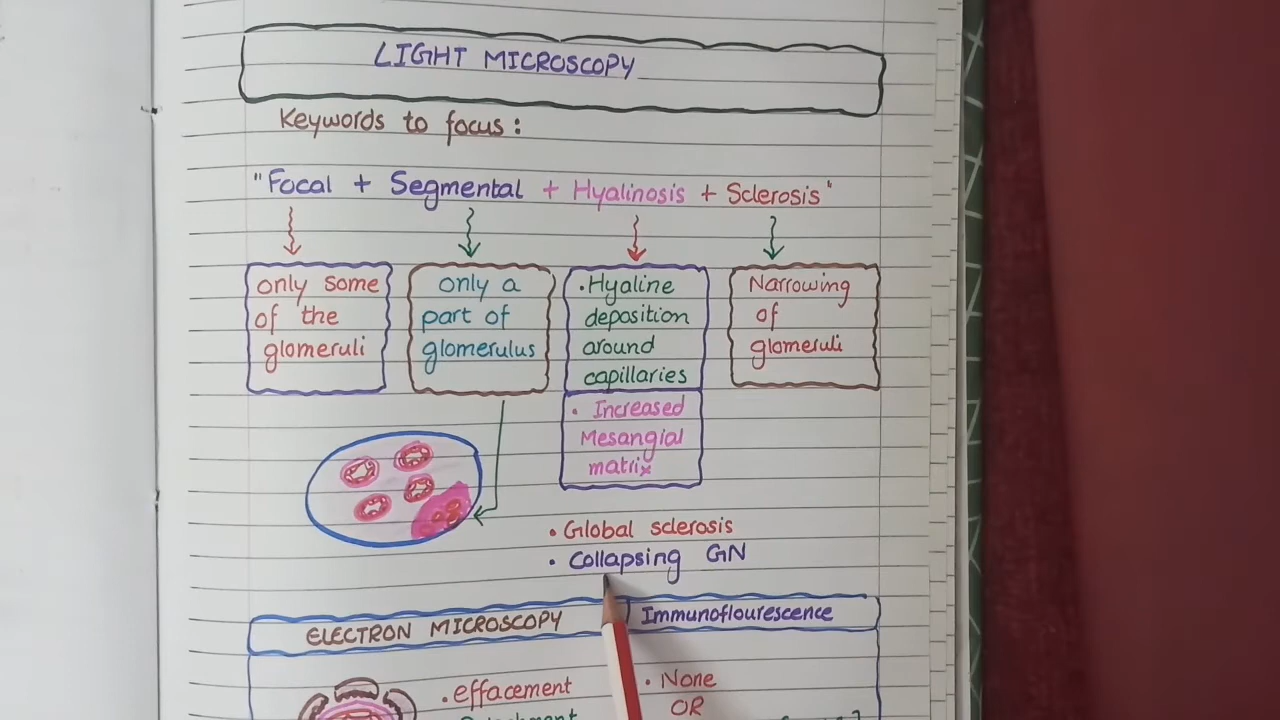 LIGHT MICROSCOPY
Keywords to focus :
"Focal + Segmental + Hyalinosis + Sclerosis"
only some
of the
glomeruli
only a
part of
glomerulus
• Hyaline
deposition
around
capillaries
• Increased
Mesangial
matrix
Narrowing
of
glomeruli
• Global sclerosis
• Collapsing GN
ELECTRON MICROSCOPY
Immunoflourescence
• effacement
• None
OR